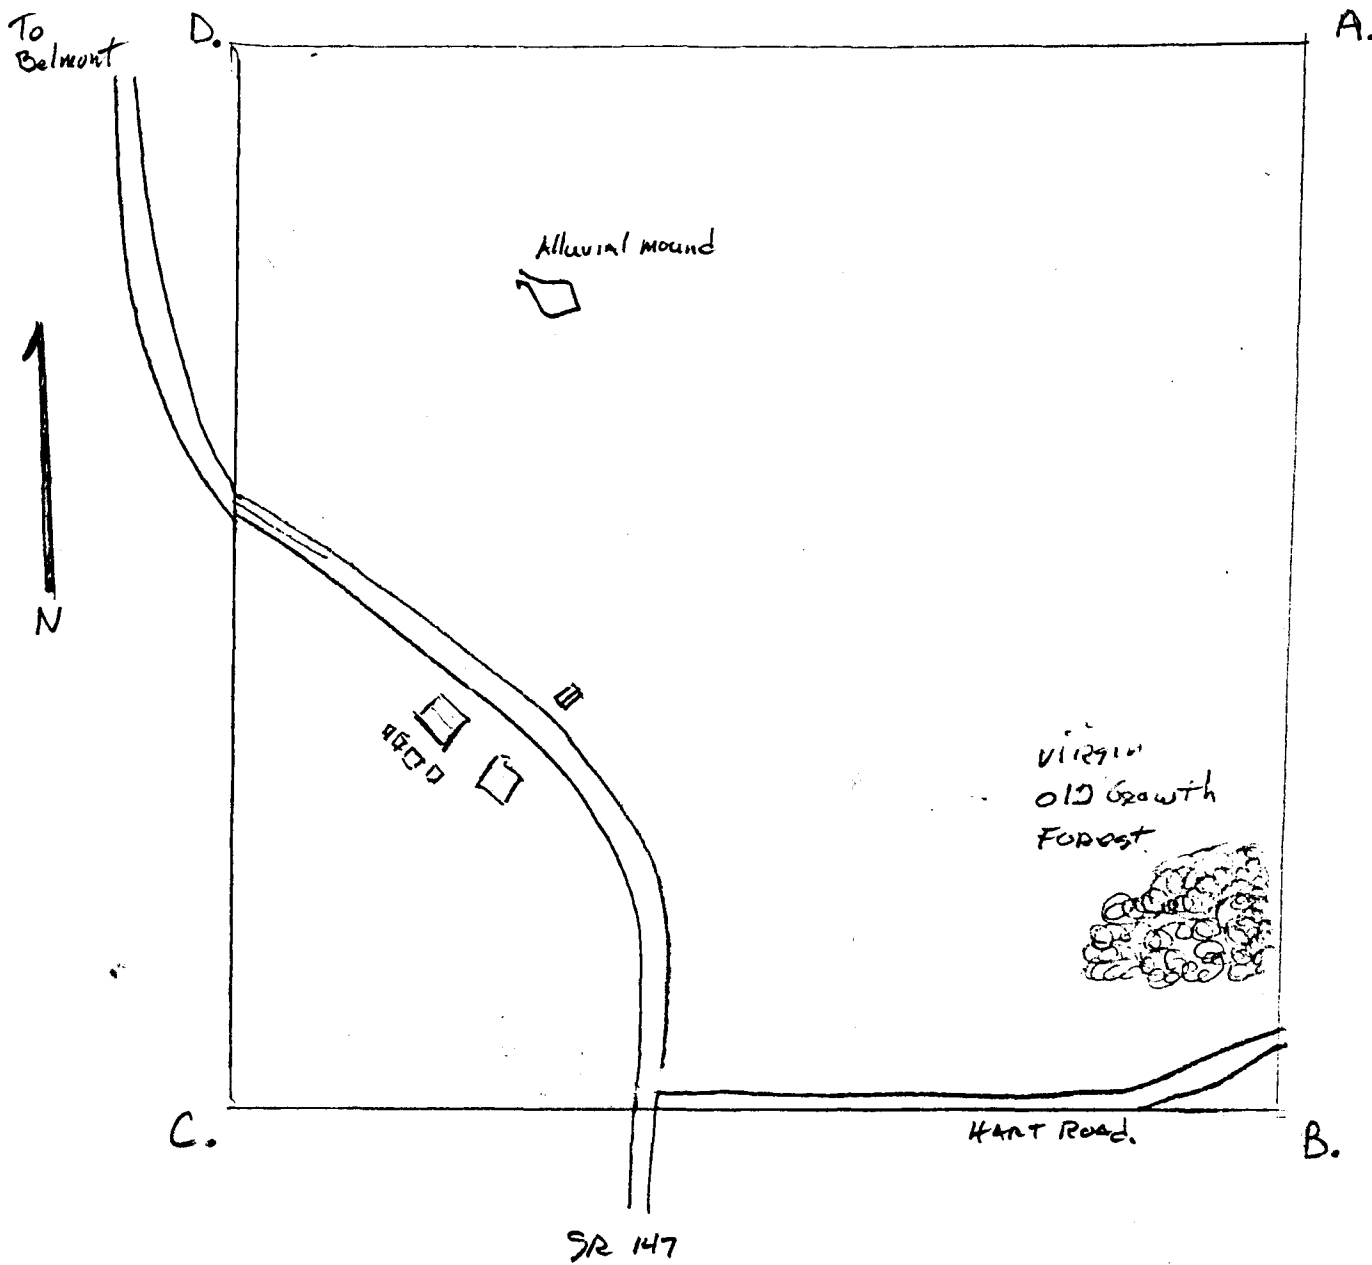 To
Belmont
D.
A.
Alluvial mound
N
Virgin
Old Growth
Forest
C.
HART ROAD.
B.
SR 147